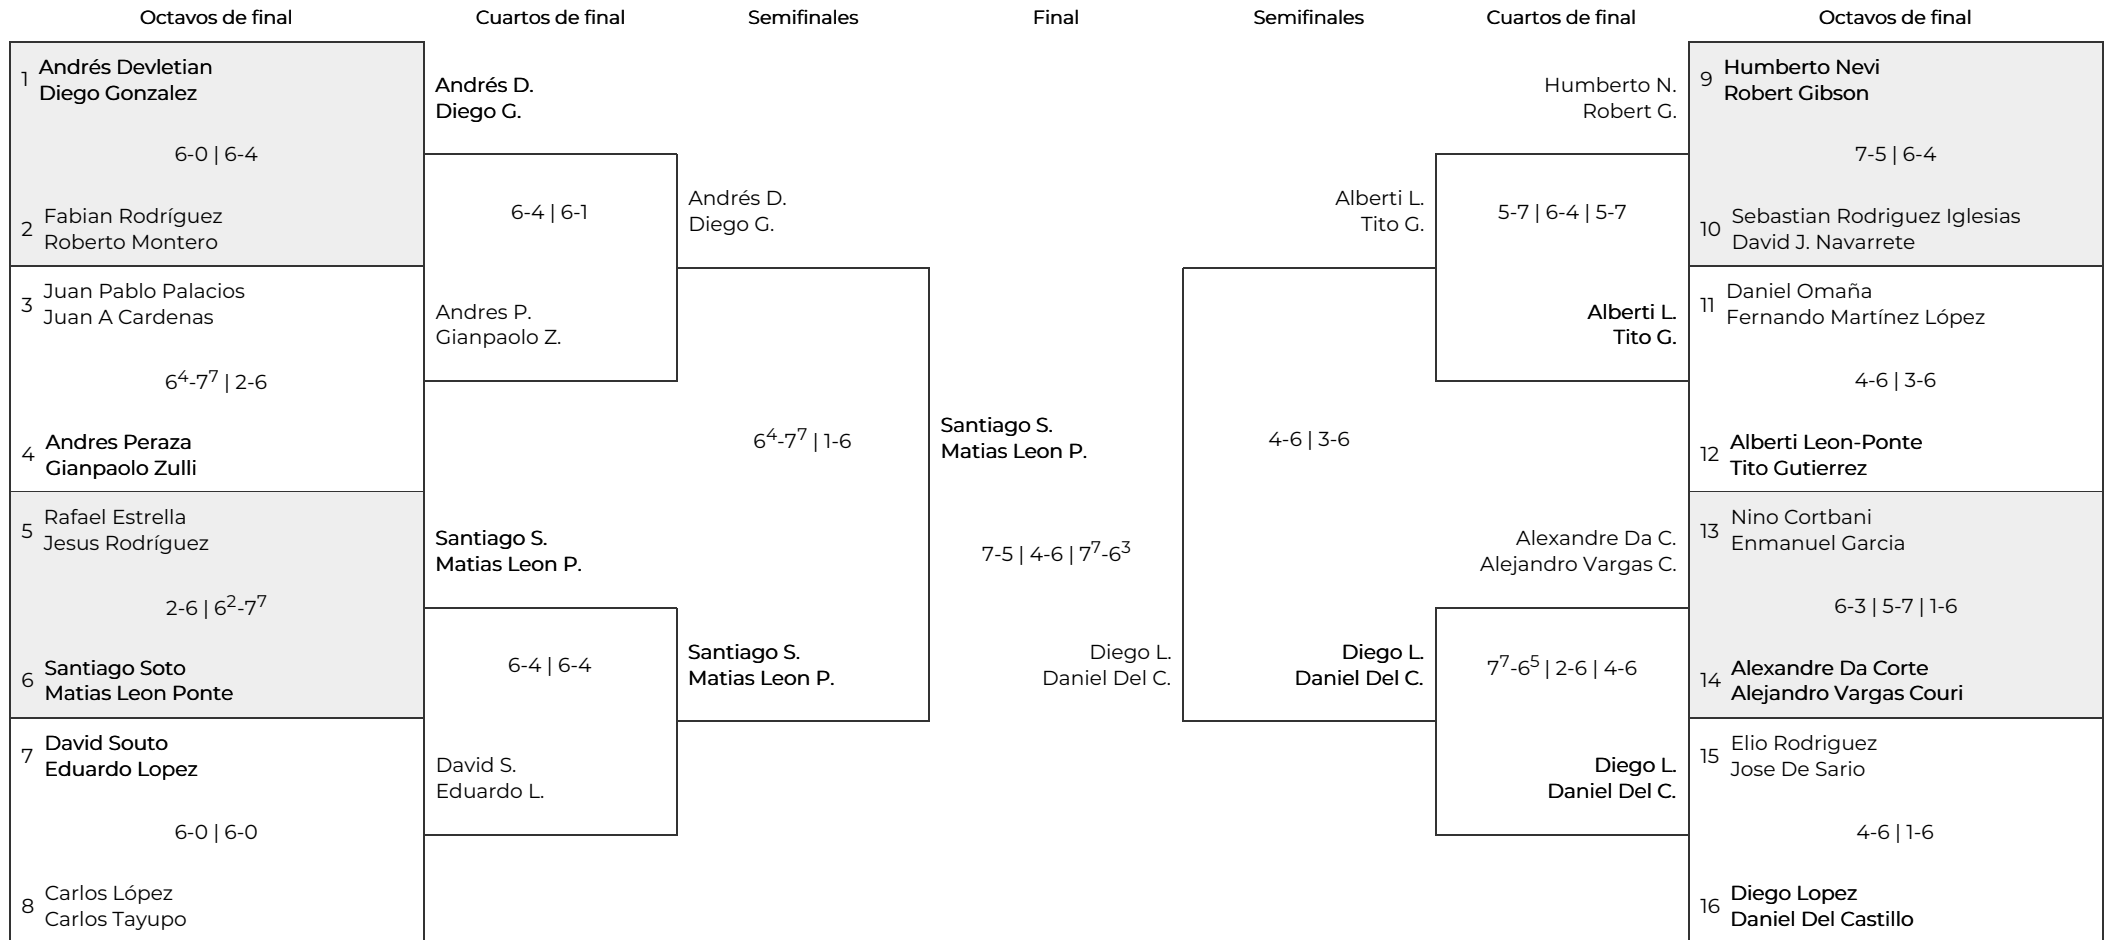 Octavos de final
Cuartos de final
Semifinales
Final
Semifinales
Cuartos de final
Octavos de final
1
Andrés Devletian
Diego Gonzalez
6-0 | 6-4
2
Fabian Rodríguez
Roberto Montero
3
Juan Pablo Palacios
Juan A Cardenas
6⁴-7⁷ | 2-6
4
Andres Peraza
Gianpaolo Zulli
5
Rafael Estrella
Jesus Rodríguez
2-6 | 6²-7⁷
6
Santiago Soto
Matias Leon Ponte
7
David Souto
Eduardo Lopez
6-0 | 6-0
8
Carlos López
Carlos Tayupo
Andrés D.
Diego G.
6-4 | 6-1
Andres P.
Gianpaolo Z.
Santiago S.
Matias Leon P.
6-4 | 6-4
David S.
Eduardo L.
Andrés D.
Diego G.
6⁴-7⁷ | 1-6
Santiago S.
Matias Leon P.
Santiago S.
Matias Leon P.
7-5 | 4-6 | 7⁷-6³
Diego L.
Daniel Del C.
Alberti L.
Tito G.
4-6 | 3-6
Diego L.
Daniel Del C.
Humberto N.
Robert G.
5-7 | 6-4 | 5-7
Alberti L.
Tito G.
Alexandre Da C.
Alejandro Vargas C.
7⁷-6⁵ | 2-6 | 4-6
Diego L.
Daniel Del C.
9
Humberto Nevi
Robert Gibson
7-5 | 6-4
10
Sebastian Rodriguez Iglesias
David J. Navarrete
11
Daniel Omaña
Fernando Martínez López
4-6 | 3-6
12
Alberti Leon-Ponte
Tito Gutierrez
13
Nino Cortbani
Enmanuel Garcia
6-3 | 5-7 | 1-6
14
Alexandre Da Corte
Alejandro Vargas Couri
15
Elio Rodriguez
Jose De Sario
4-6 | 1-6
16
Diego Lopez
Daniel Del Castillo